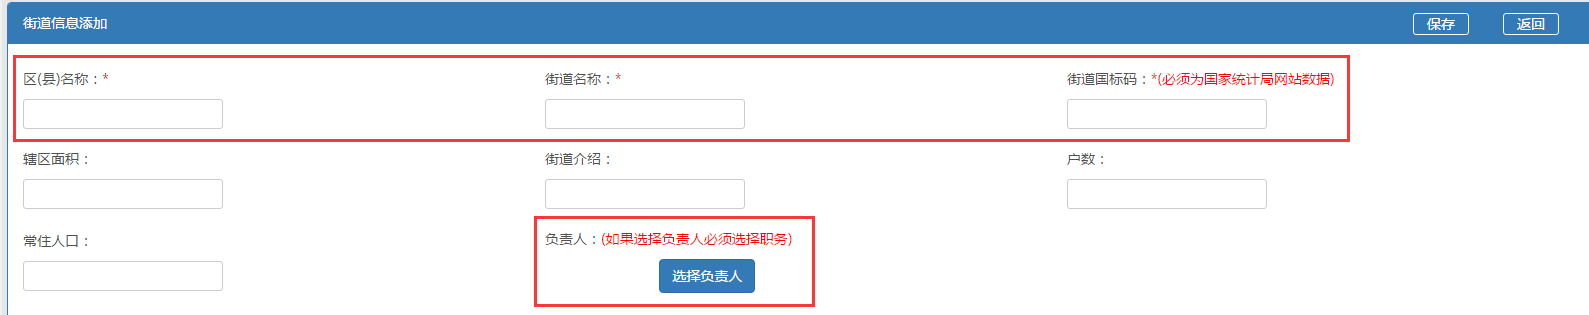 街道信息添加 保存 返回
区(县)名称：* 街道名称：* 街道国标码：*(必须为国家统计局网站数据)
辖区面积： 街道介绍： 户数：
常住人口： 负责人：(如果选择负责人必须选择职务)
选择负责人